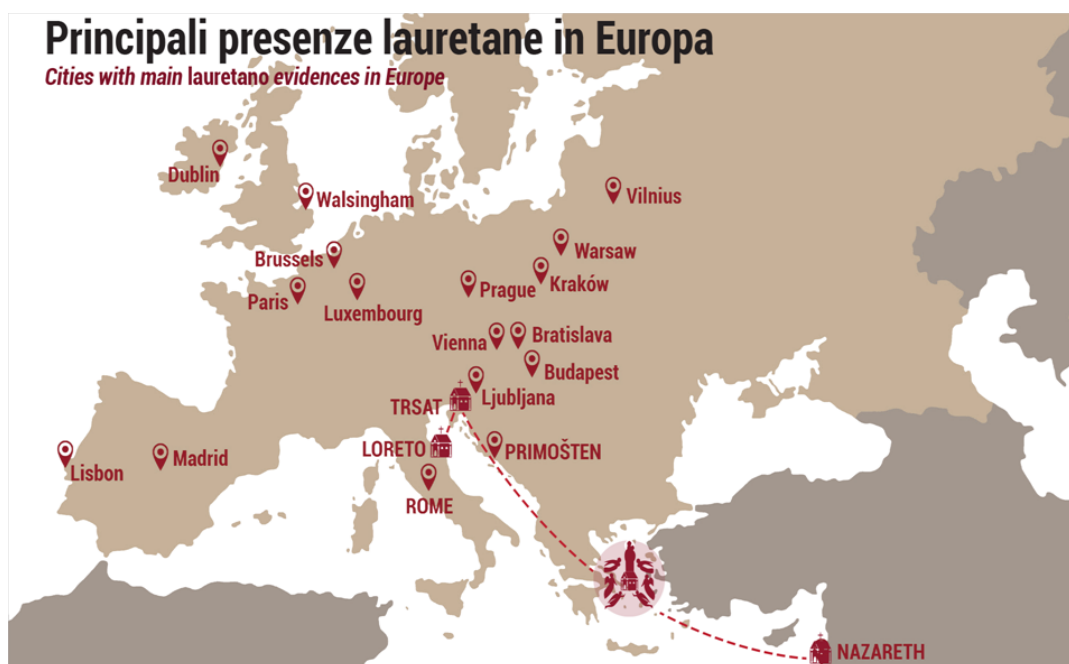 Principali presenze lauretane in Europa
Cities with main lauretano evidences in Europe
Dublin
Walsingham
Vilnius
Brussels
Warsaw
Paris
Luxembourg
Prague
Kraków
Vienna
Bratislava
Budapest
Ljubljana
TRSAT
LORETO
PRIMOŠTEN
Lisbon
Madrid
ROME
NAZARETH